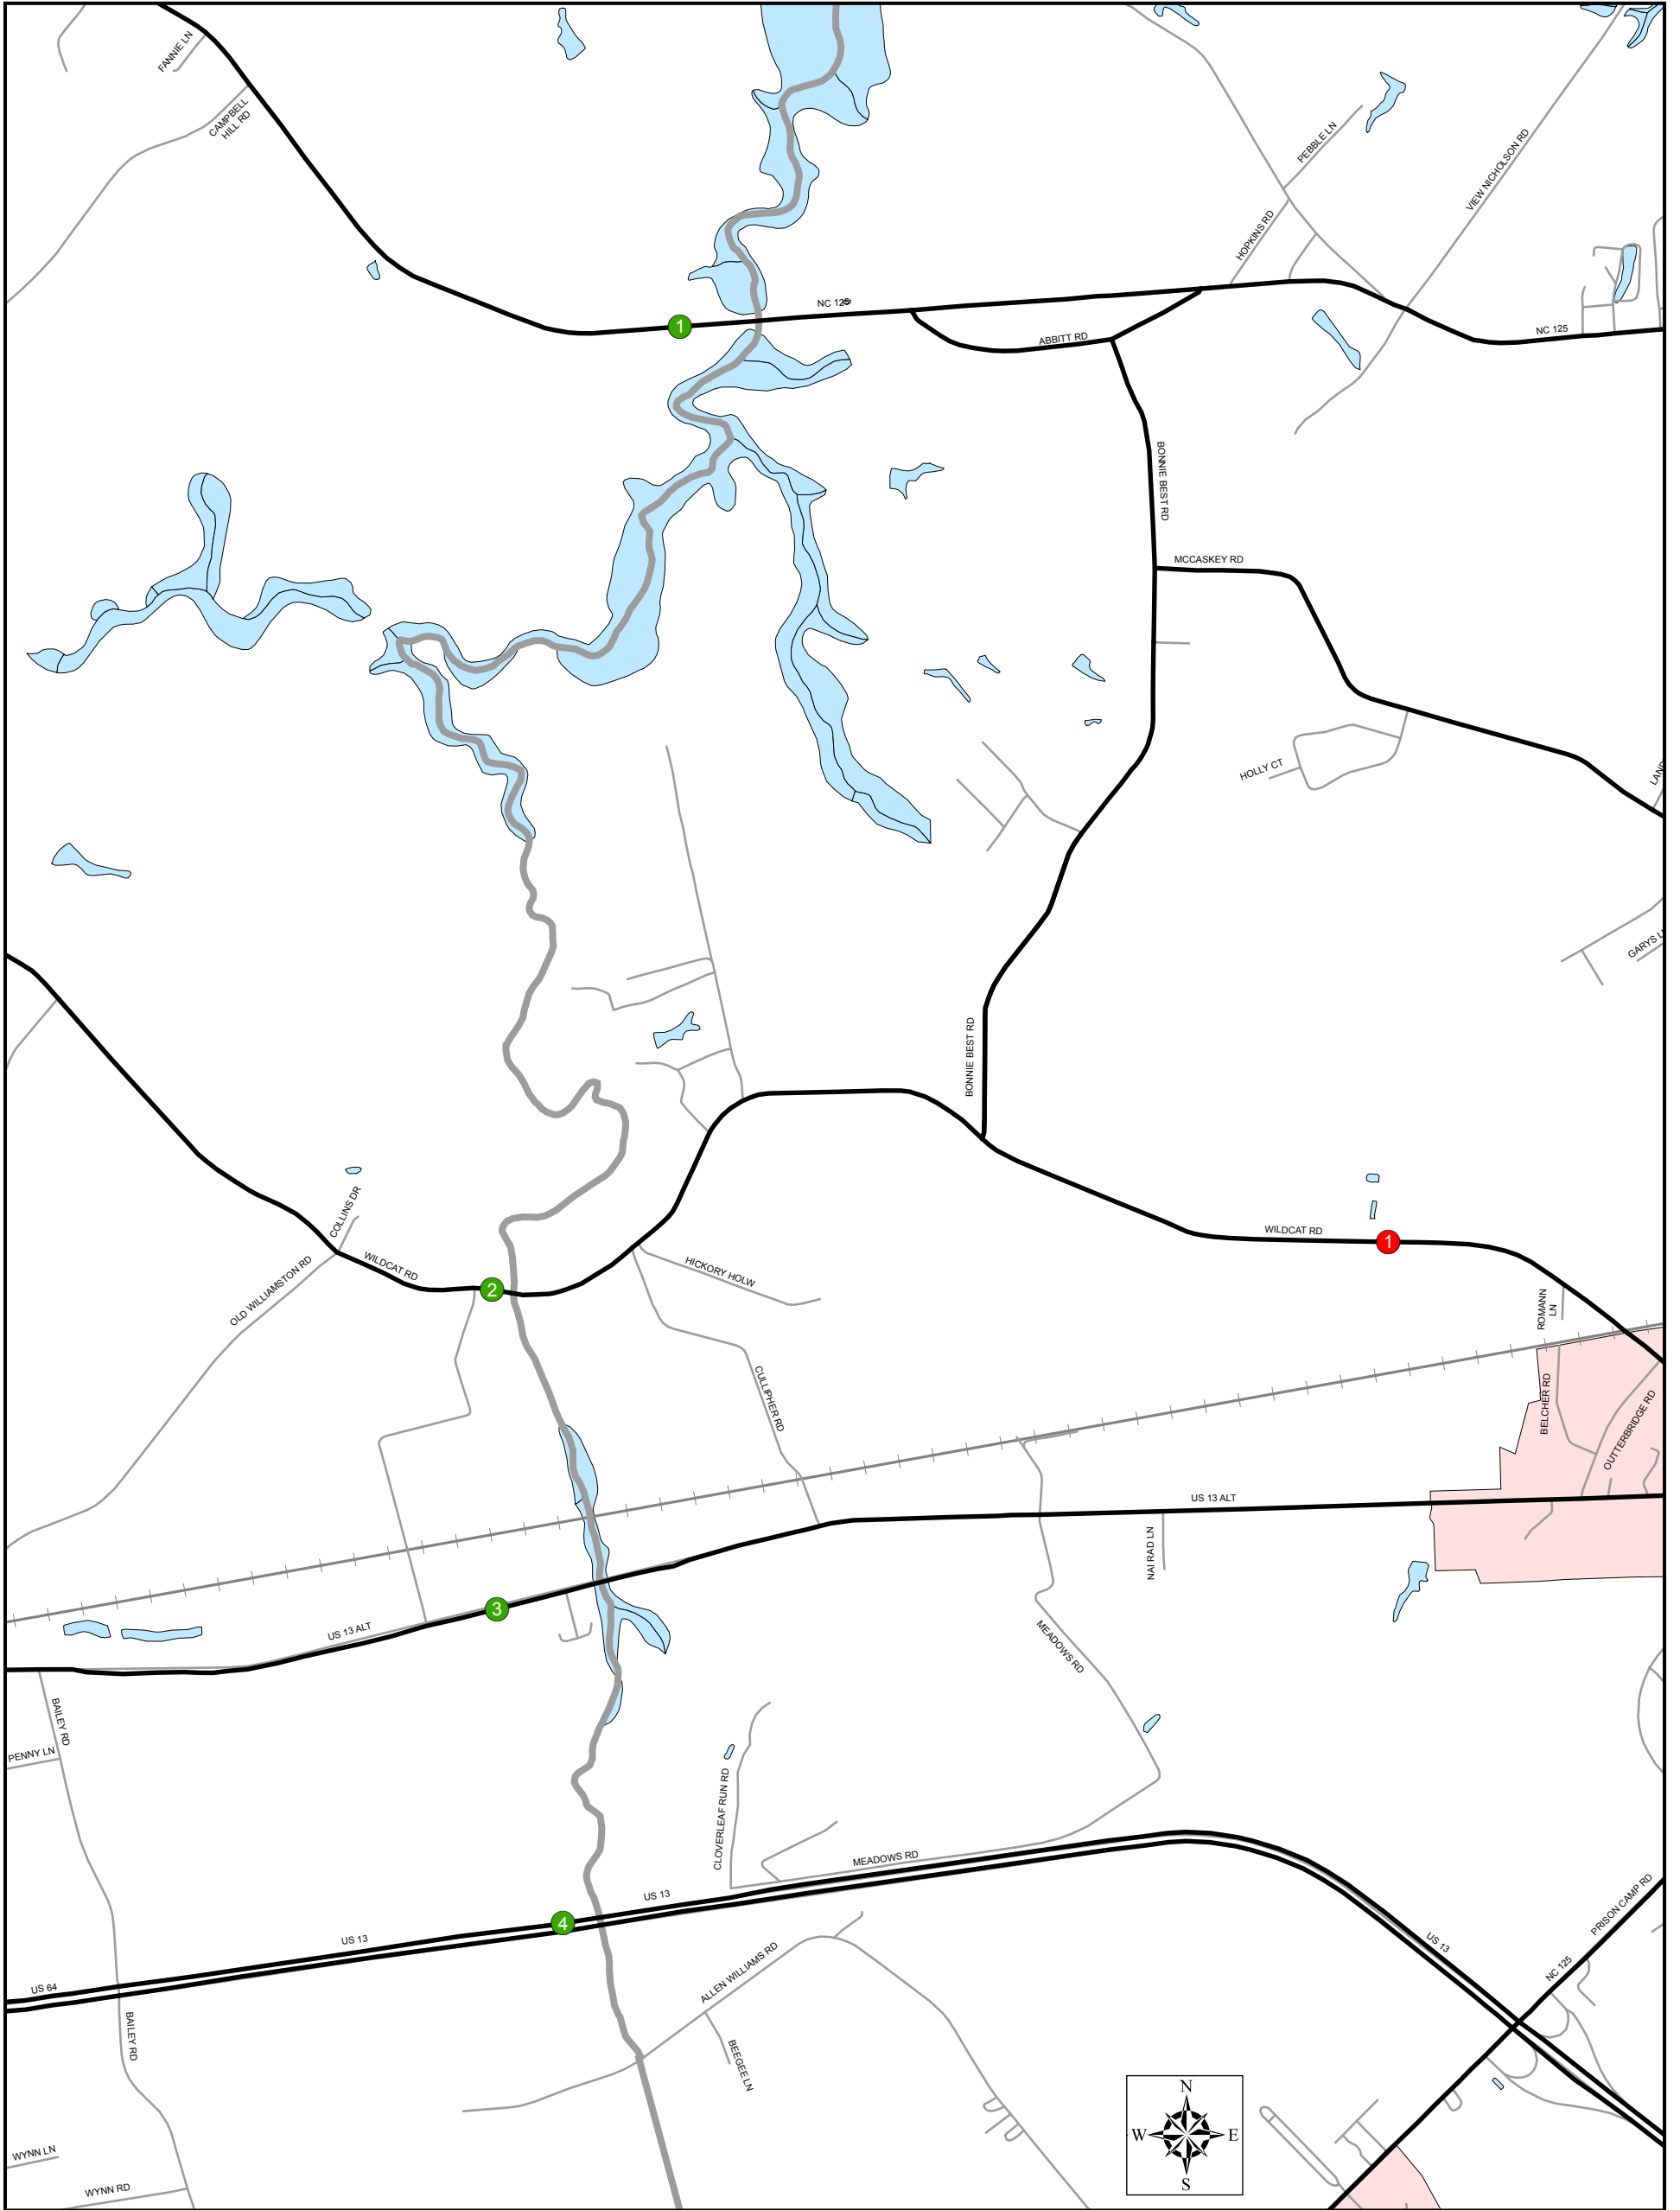 FANNIE LN
CAMPBELL
HILL RD
PEBBLE LN
VIEW NICHOLSON RD
HOPKINS RD
NC 125
1
NC 125
ABBITT RD
BONNIE BEST RD
MCCASKEY RD
HOLLY CT
LAND
GARYS L
BONNIE BEST RD
COLLINS DR
WILDCAT RD
1
OLD WILLIAMSTON RD
WILDCAT RD
2
HICKORY HOLW
ROMANN
LN
CULLIPHER RD
BELCHER RD
OUTTERBRIDGE RD
US 13 ALT
NAI RAD LN
3
US 13 ALT
MEADOWS RD
BAILEY RD
PENNY LN
CLOVERLEAF RUN RD
MEADOWS RD
US 13
4
US 13
US 13
PRISON CAMP RD
NC 125
US 64
ALLEN WILLIAMS RD
BAILEY RD
BEEGEE LN
N
W
E
S
WYNN LN
WYNN RD